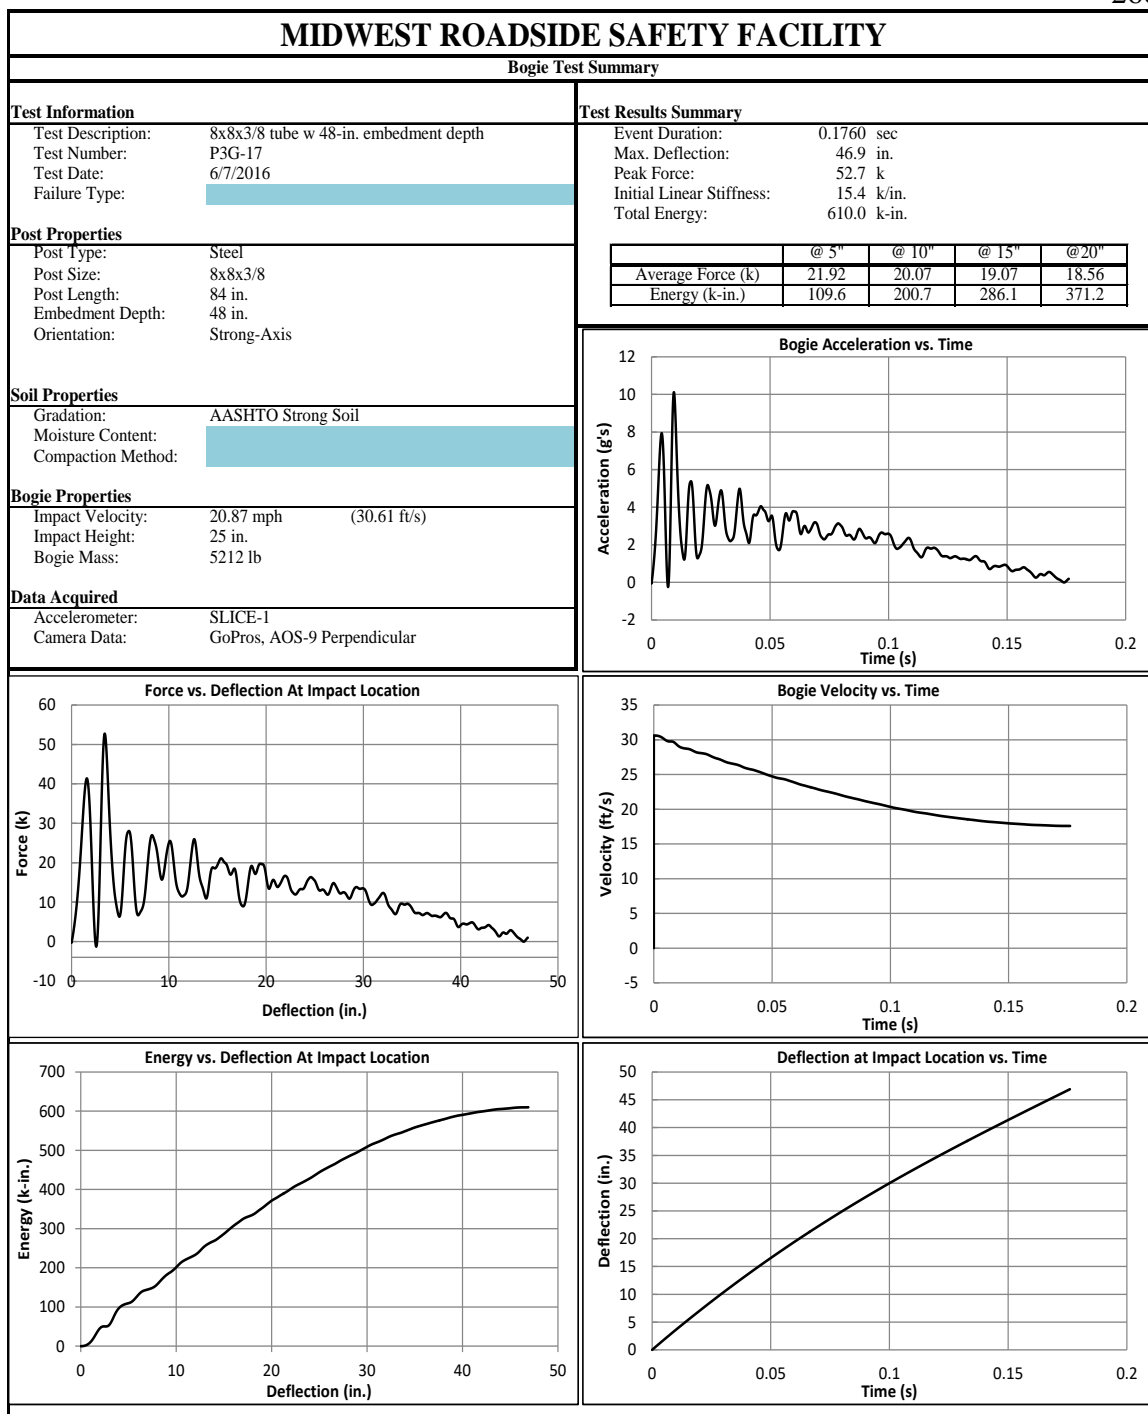 MIDWEST ROADSIDE SAFETY FACILITY
Bogie Test Summary
Test Information
Test Description: 8x8x3/8 tube w 48-in. embedment depth
Test Number: P3G-17
Test Date: 6/7/2016
Failure Type:
Post Properties
Post Type: Steel
Post Size: 8x8x3/8
Post Length: 84 in.
Embedment Depth: 48 in.
Orientation: Strong-Axis
Soil Properties
Gradation: AASHTO Strong Soil
Moisture Content:
Compaction Method:
Bogie Properties
Impact Velocity: 20.87 mph (30.61 ft/s)
Impact Height: 25 in.
Bogie Mass: 5212 lb
Data Acquired
Accelerometer: SLICE-1
Camera Data: GoPros, AOS-9 Perpendicular
Test Results Summary
Event Duration: 0.1760 sec
Max. Deflection: 46.9 in.
Peak Force: 52.7 k
Initial Linear Stiffness: 15.4 k/in.
Total Energy: 610.0 k-in.
@ 5" @ 10" @ 15" @20"
Average Force (k) 21.92 20.07 19.07 18.56
Energy (k-in.) 109.6 200.7 286.1 371.2
Bogie Acceleration vs. Time
Acceleration (g's)
12
10
8
6
4
2
0
-2
0 0.05 0.1 0.15 0.2
Time (s)
Force vs. Deflection At Impact Location
Force (k)
60
50
40
30
20
10
0
-10
0 10 20 30 40 50
Deflection (in.)
Bogie Velocity vs. Time
Velocity (ft/s)
35
30
25
20
15
10
5
0
-5
0 0.05 0.1 0.15 0.2
Time (s)
Energy vs. Deflection At Impact Location
Energy (k-in.)
700
600
500
400
300
200
100
0
0 10 20 30 40 50
Deflection (in.)
Deflection at Impact Location vs. Time
Deflection (in.)
50
45
40
35
30
25
20
15
10
5
0
0 0.05 0.1 0.15 0.2
Time (s)